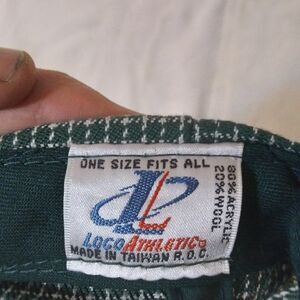 ONE SIZE FITS ALL
LOGO ATHLETIC
MADE IN TAIWAN R.O.C.
80% ACRYLIC
20% WOOL